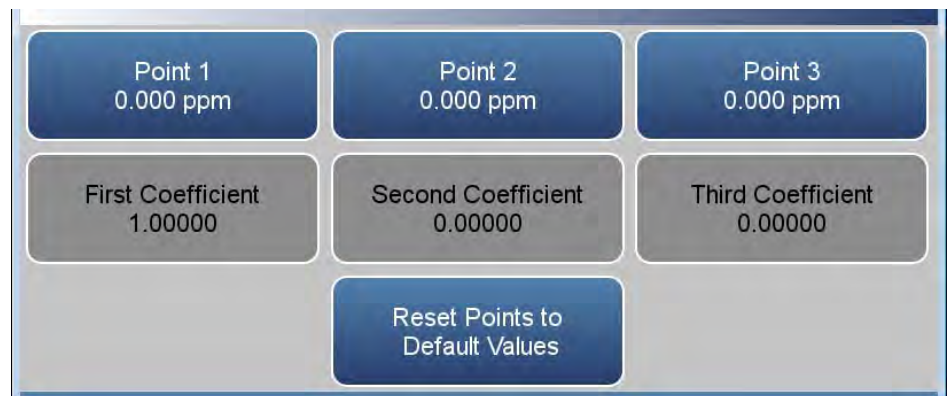 Point 1
0.000 ppm
Point 2
0.000 ppm
Point 3
0.000 ppm
First Coefficient
1.00000
Second Coefficient
0.00000
Third Coefficient
0.00000
Reset Points to
Default Values